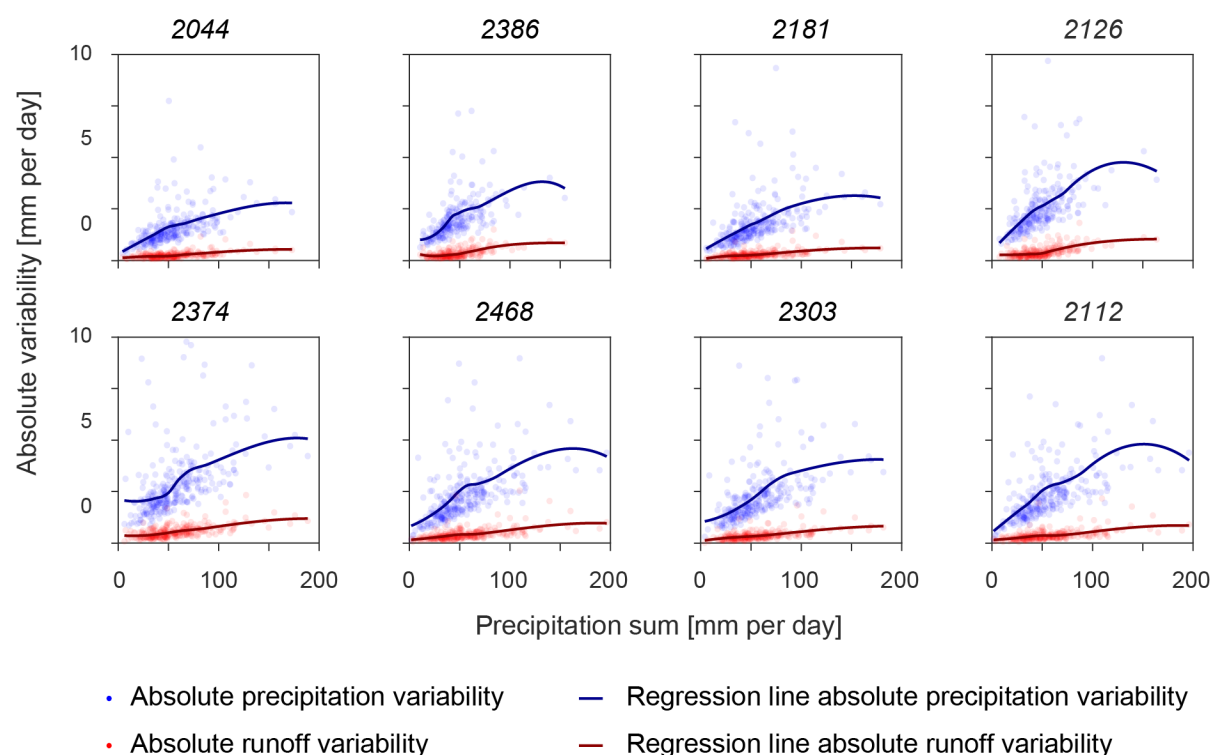 2044 2386 2181 2126
10
5
0
2374 2468 2303 2112
10
5
0
0 100 200 0 100 200 0 100 200 0 100 200
Absolute variability [mm per day]
Precipitation sum [mm per day]
Absolute precipitation variability Regression line absolute precipitation variability
Absolute runoff variability Regression line absolute runoff variability